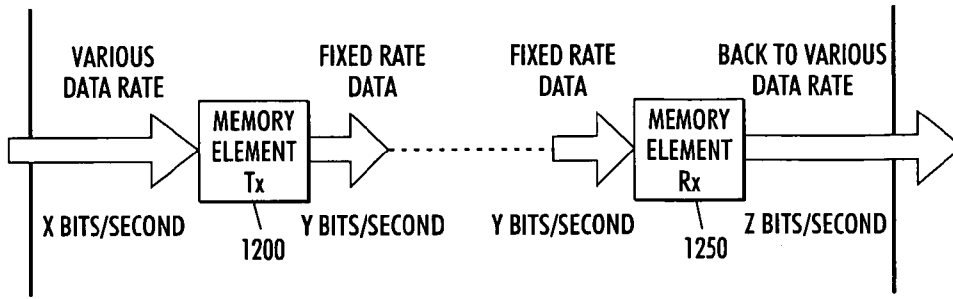 VARIOUS
DATA RATE
FIXED RATE
DATA
FIXED RATE
DATA
BACK TO VARIOUS
DATA RATE
MEMORY
ELEMENT
Tx
MEMORY
ELEMENT
Rx
X BITS/SECOND
1200
Y BITS/SECOND
Y BITS/SECOND
1250
Z BITS/SECOND